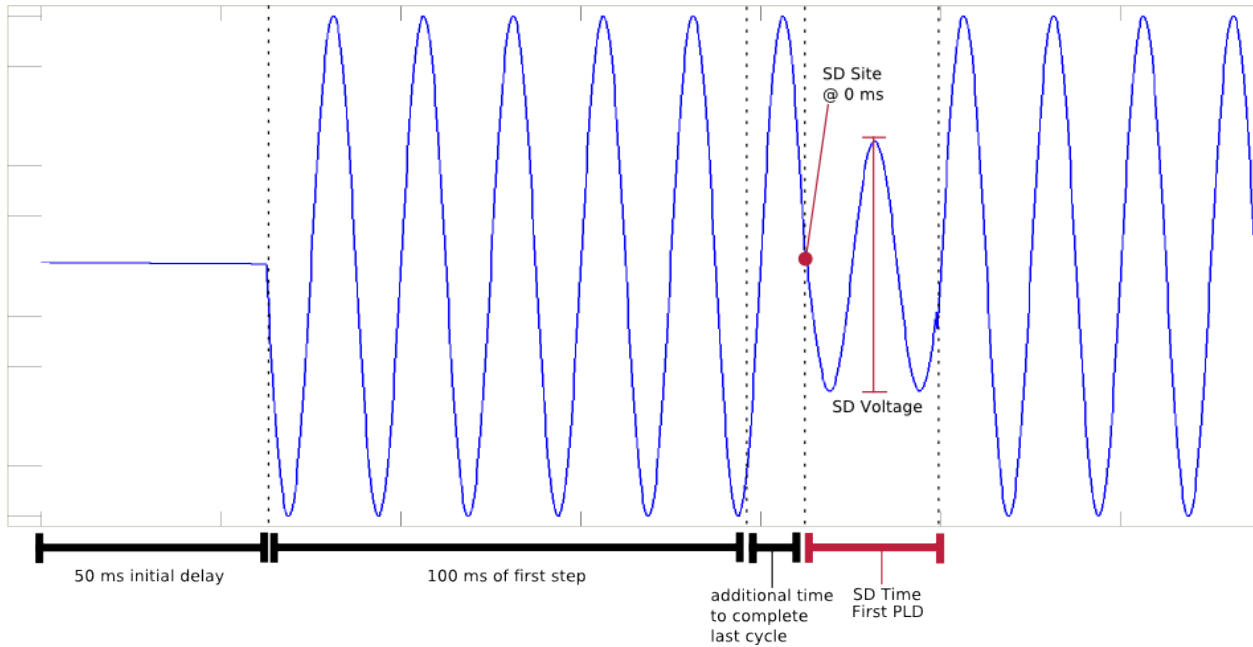 SD Site
@ 0 ms
SD Voltage
50 ms initial delay
100 ms of first step
additional time
to complete
last cycle
SD Time
First PLD